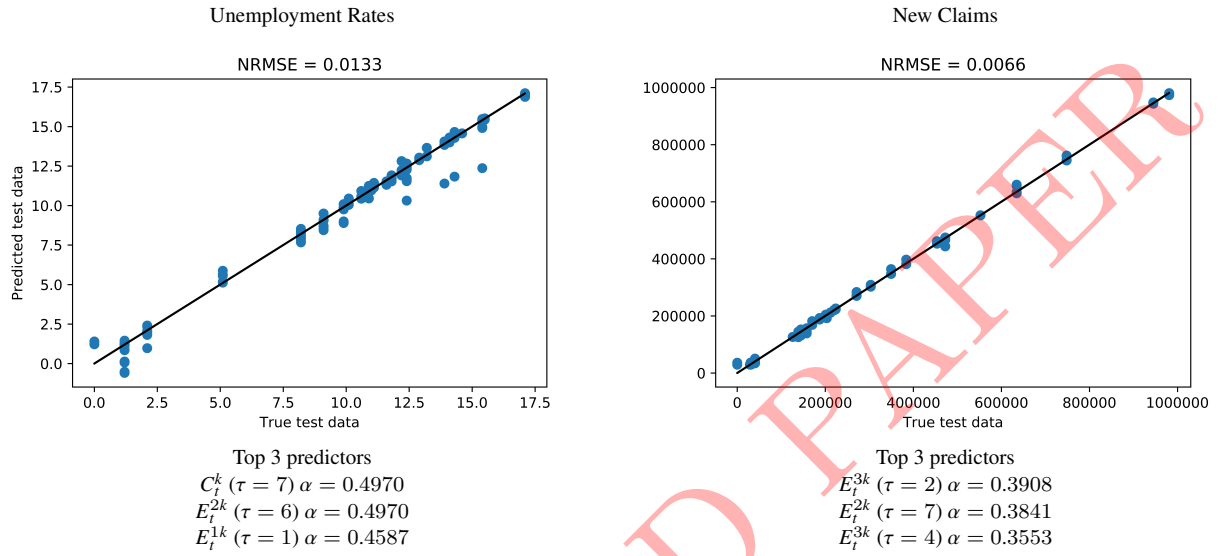 Unemployment Rates
NRMSE = 0.0133
17.5
15.0
12.5
10.0
7.5
5.0
2.5
0.0
Predicted test data
0.0 2.5 5.0 7.5 10.0 12.5 15.0 17.5
True test data
Top 3 predictors
C_t^k (τ = 7) α = 0.4970
E_t^{2k} (τ = 6) α = 0.4970
E_t^{1k} (τ = 1) α = 0.4587
New Claims
NRMSE = 0.0066
1000000
800000
600000
400000
200000
0
0 200000 400000 600000 800000 1000000
True test data
Top 3 predictors
E_t^{3k} (τ = 2) α = 0.3908
E_t^{2k} (τ = 7) α = 0.3841
E_t^{3k} (τ = 4) α = 0.3553
D PAPER